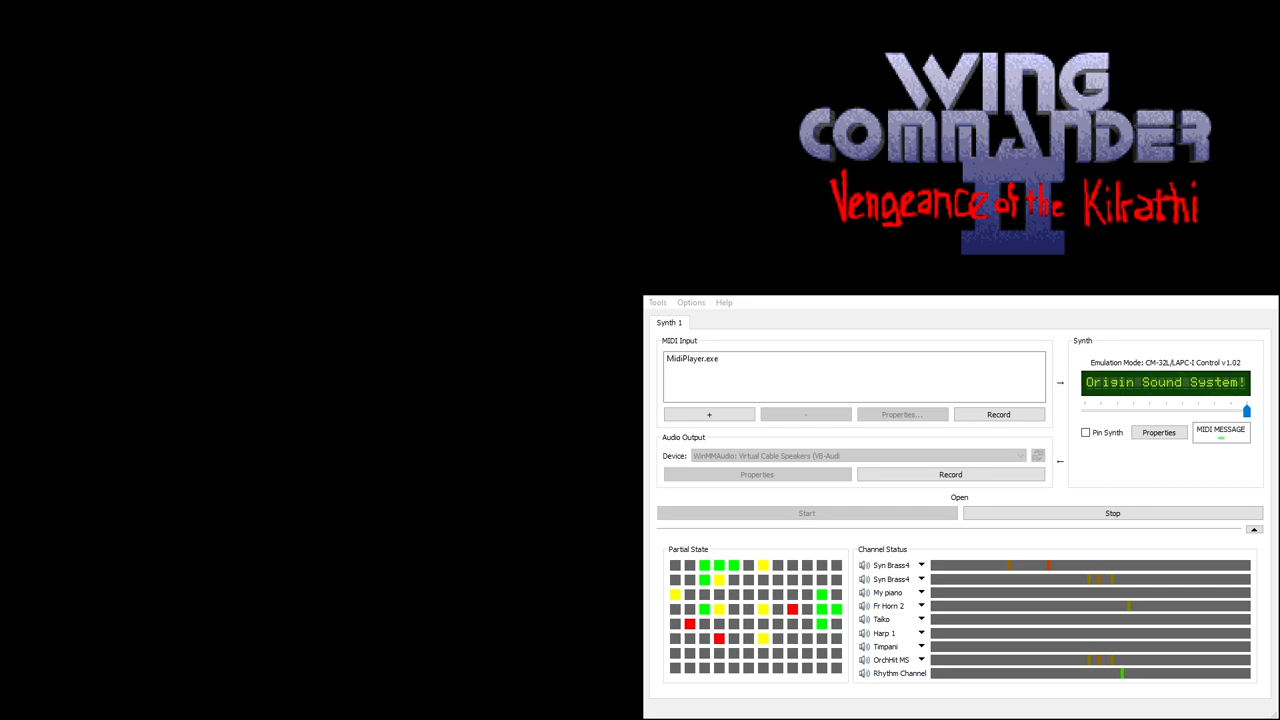 WING
COMMANDER
II
Vengeance of the Kilrathi
Tools Options Help
Synth 1
MIDI Input
MidiPlayer.exe
+ - Properties... Record
Synth
Emulation Mode: CM-32L/LAPC-I Control v1.02
Origin Sound System!
Pin Synth Properties MIDI MESSAGE
Audio Output
Device: WinMMAudio: Virtual Cable Speakers (VB-Audi
Properties Record
Open
Start Stop
Partial State
Channel Status
Syn Brass4
Syn Brass4
My piano
Fr Horn 2
Taiko
Harp 1
Timpani
OrchHit MS
Rhythm Channel